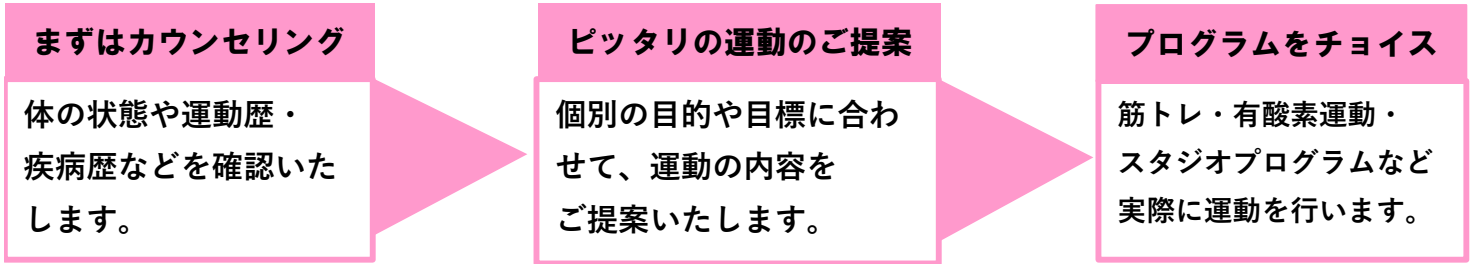 まずはカウンセリング
体の状態や運動歴・
疾病歴などを確認いた
します。
ピッタリの運動のご提案
個別の目的や目標に合わ
せて、運動の内容を
ご提案いたします。
プログラムをチョイス
筋トレ・有酸素運動・
スタジオプログラムなど
実際に運動を行います。